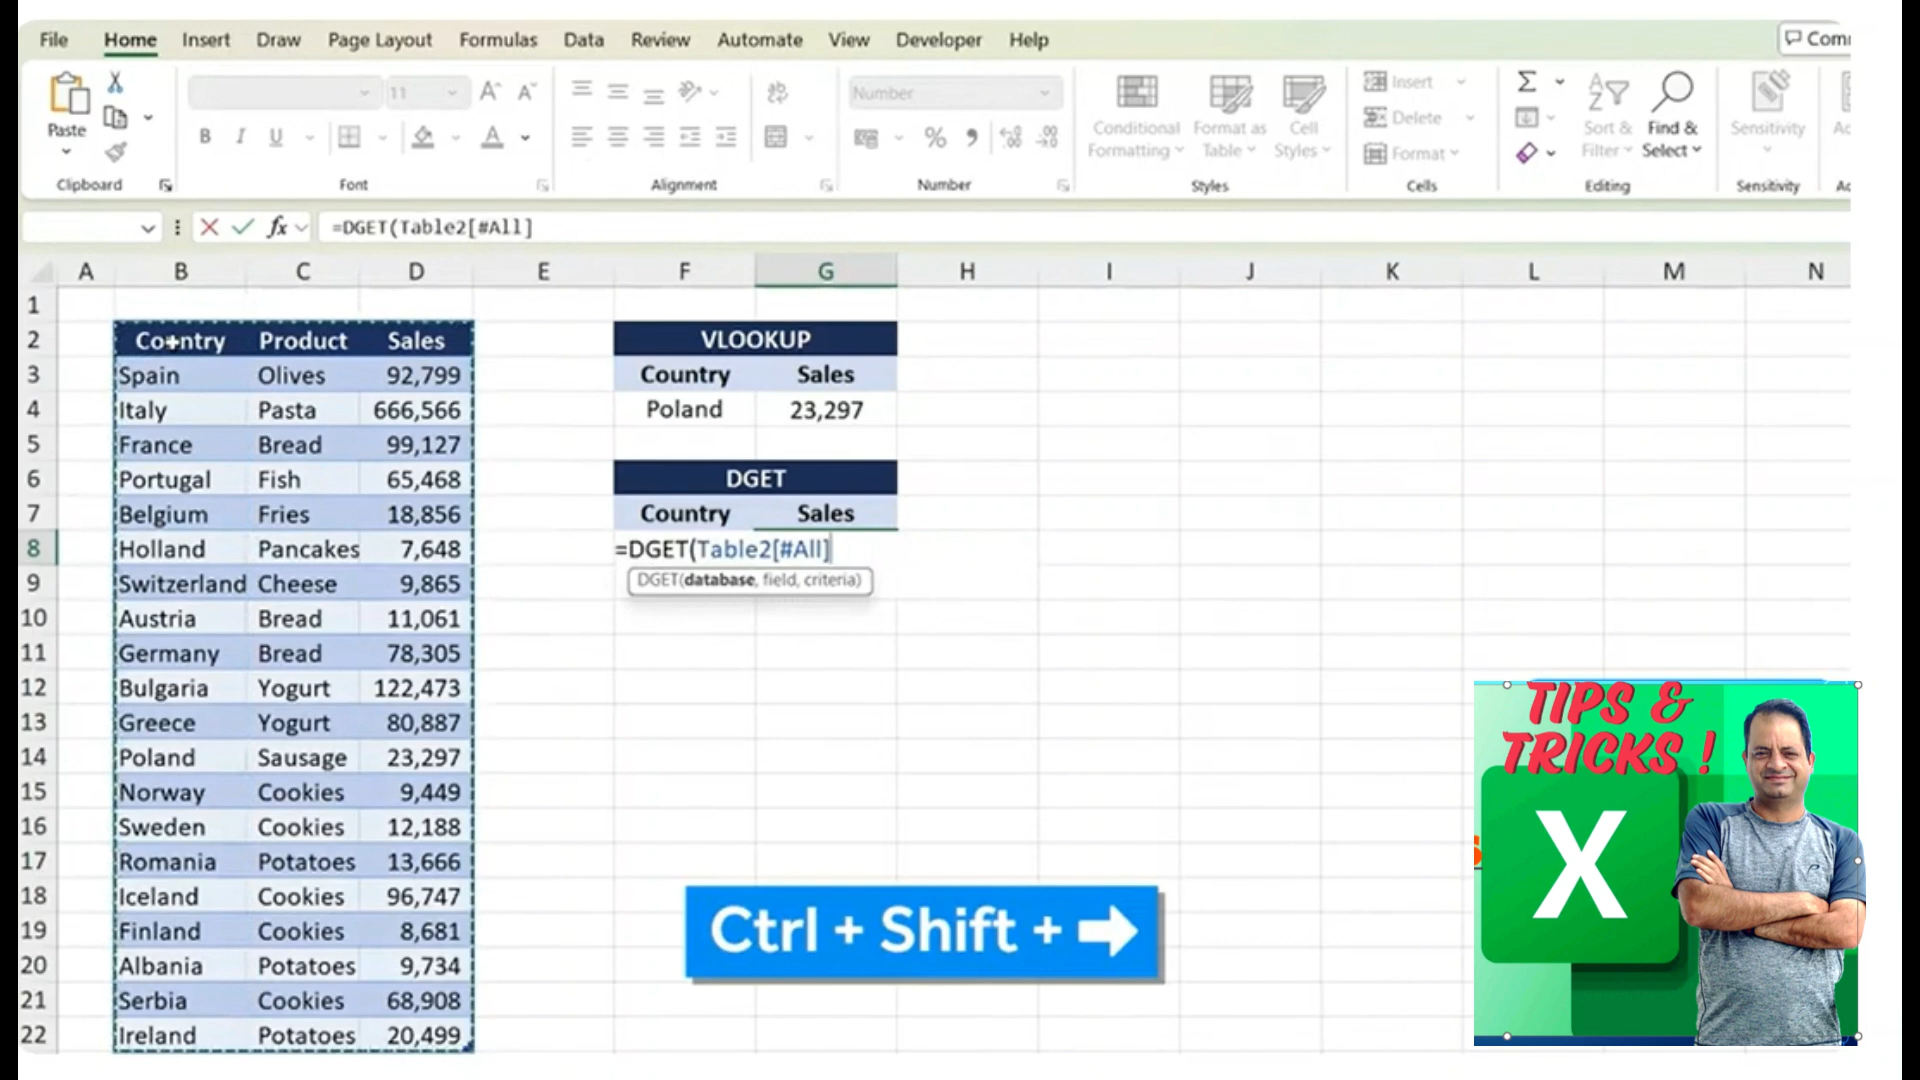 File Home Insert Draw Page Layout Formulas Data Review Automate View Developer Help
Paste 11 Number Conditional Formatting Format as Table Cell Styles Insert Delete Format Sort & Filter Find & Select Sensitivity
Clipboard Font Alignment Number Styles Cells Editing Sensitivity
fx =DGET(Table2[#All]
A B C D E F G H I J K L M N
1
2 Country Product Sales VLOOKUP
3 Spain Olives 92,799 Country Sales
4 Italy Pasta 666,566 Poland 23,297
5 France Bread 99,127
6 Portugal Fish 65,468 DGET
7 Belgium Fries 18,856 Country Sales
8 Holland Pancakes 7,648 =DGET(Table2[#All]
9 Switzerland Cheese 9,865 DGET(database, field, criteria)
10 Austria Bread 11,061
11 Germany Bread 78,305
12 Bulgaria Yogurt 122,473
13 Greece Yogurt 80,887
14 Poland Sausage 23,297
15 Norway Cookies 9,449
16 Sweden Cookies 12,188
17 Romania Potatoes 13,666
18 Iceland Cookies 96,747
19 Finland Cookies 8,681
20 Albania Potatoes 9,734
21 Serbia Cookies 68,908
22 Ireland Potatoes 20,499
Ctrl + Shift + ➡
TIPS &
TRICKS !
X